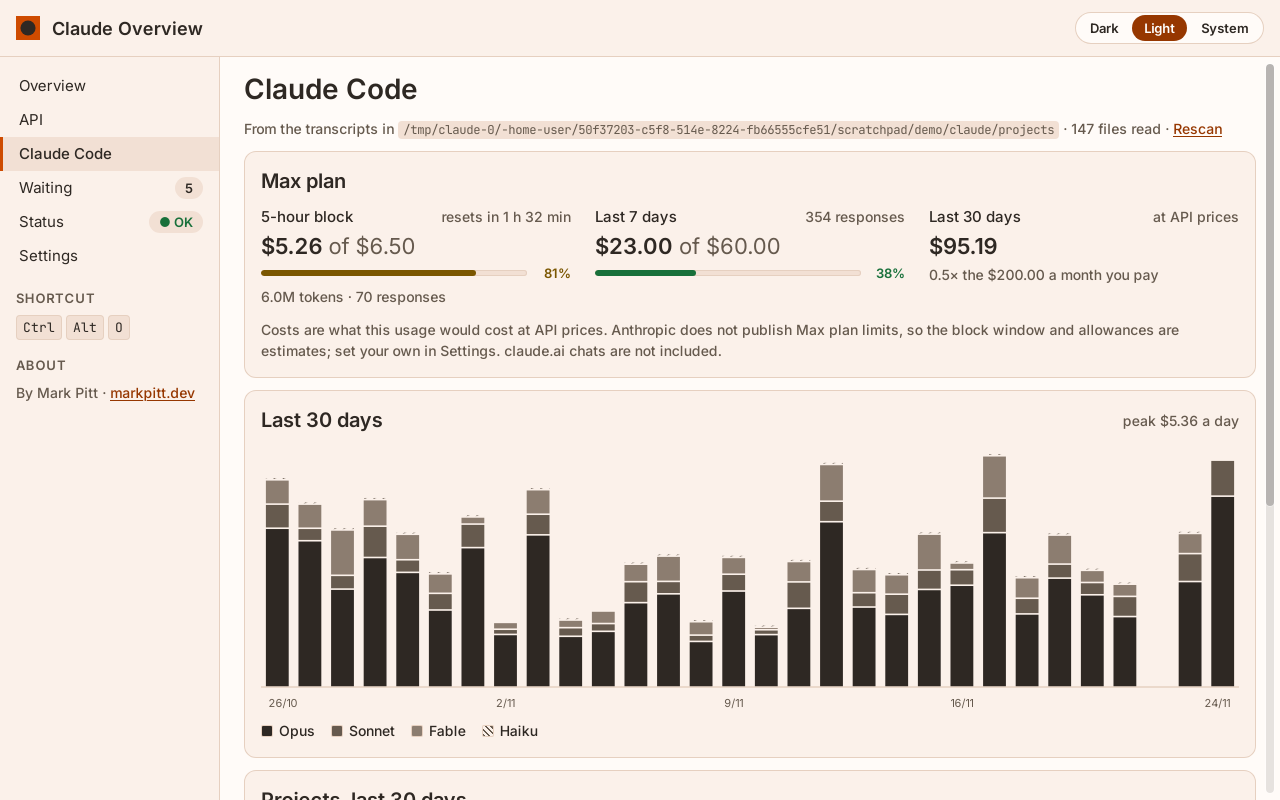 Claude Overview
Dark Light System
Overview
API
Claude Code
Waiting 5
Status OK
Settings
SHORTCUT
Ctrl Alt O
ABOUT
By Mark Pitt · markpitt.dev
Claude Code
From the transcripts in /tmp/claude-0/-home-user/50f37203-c5f8-514e-8224-fb66555cfe51/scratchpad/demo/claude/projects · 147 files read · Rescan
Max plan
5-hour block resets in 1 h 32 min
$5.26 of $6.50
81%
6.0M tokens · 70 responses
Last 7 days 354 responses
$23.00 of $60.00
38%
Last 30 days at API prices
$95.19
0.5× the $200.00 a month you pay
Costs are what this usage would cost at API prices. Anthropic does not publish Max plan limits, so the block window and allowances are
estimates; set your own in Settings. claude.ai chats are not included.
Last 30 days peak $5.36 a day
26/10 2/11 9/11 16/11 24/11
Opus Sonnet Fable Haiku
Projects, last 30 days